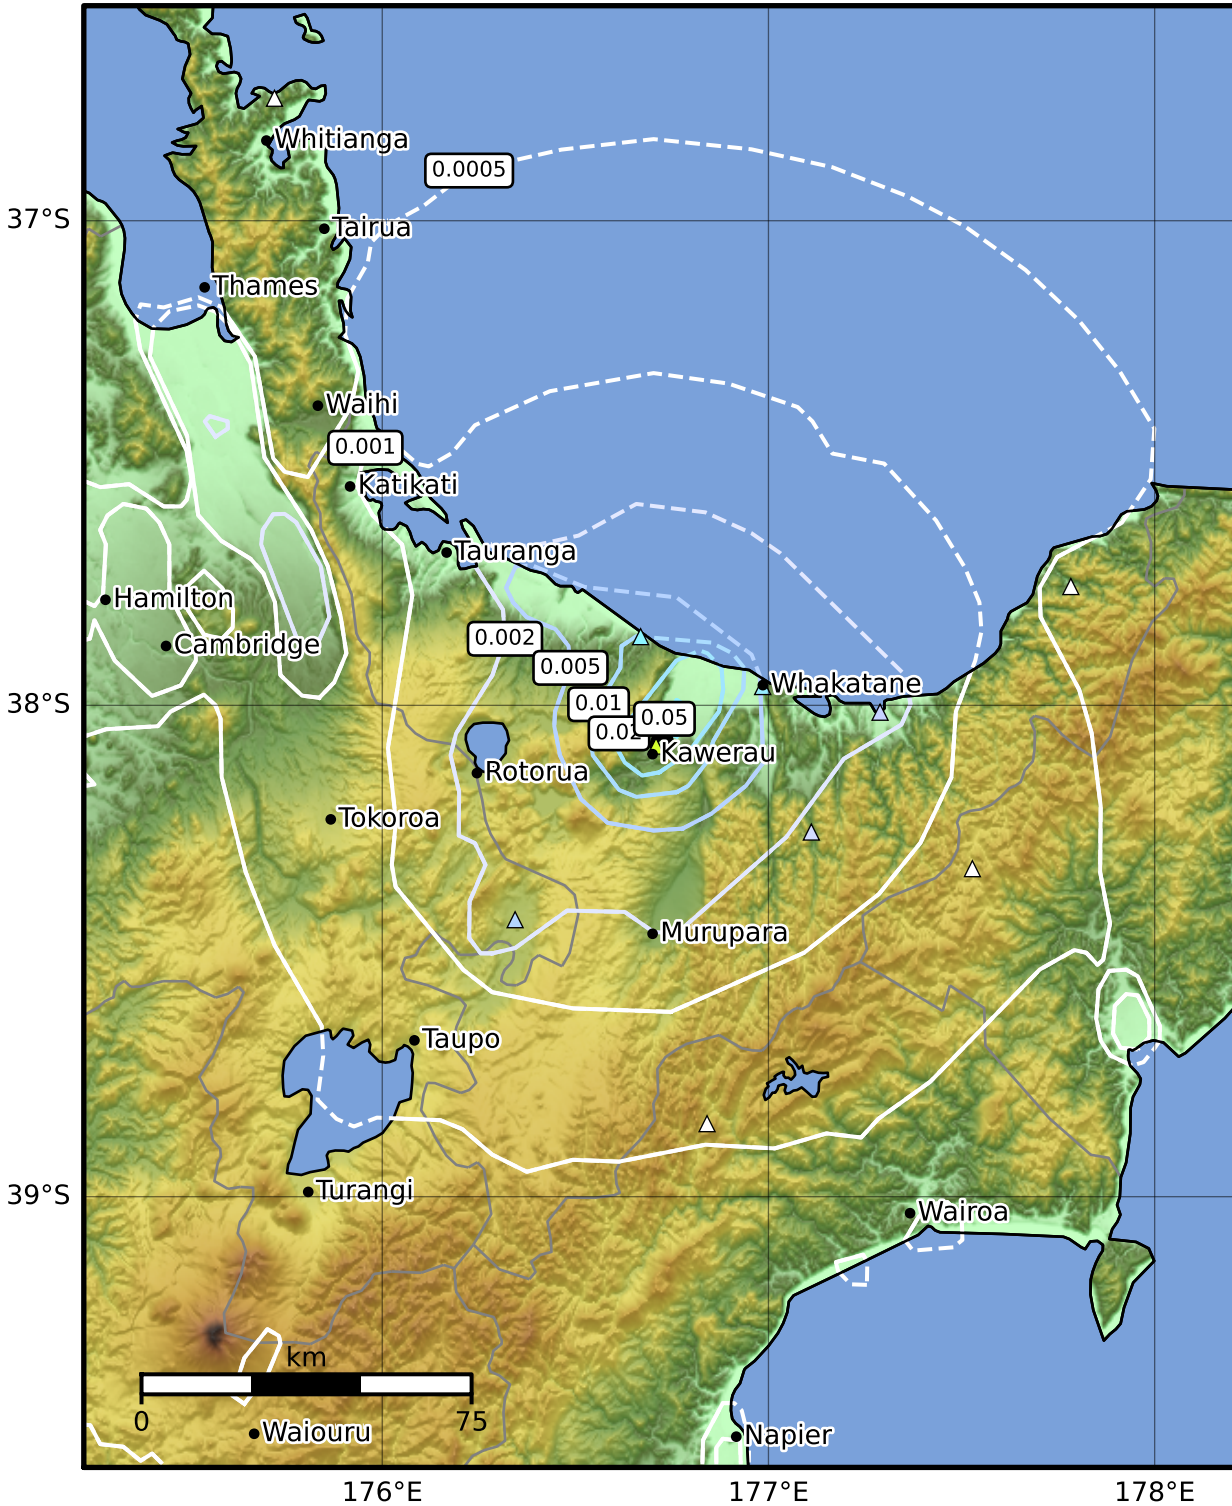 Whitianga
0.0005
37°S
Tairua
Thames
Waihi
0.001
Katikati
Tauranga
Hamilton
0.002
Cambridge
0.005
Whakatane
38°S
0.01
0.05
0.02
Kawerau
Rotorua
Tokoroa
Murupara
Taupo
39°S
Turangi
Wairoa
km
0
75
Waiouru
Napier
176°E
177°E
178°E